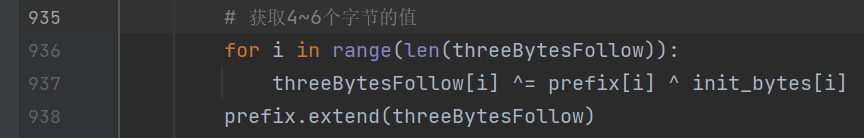 935 # 获取4~6个字节的值
936 for i in range(len(threeBytesFollow)):
937 threeBytesFollow[i] ^= prefix[i] ^ init_bytes[i]
938 prefix.extend(threeBytesFollow)